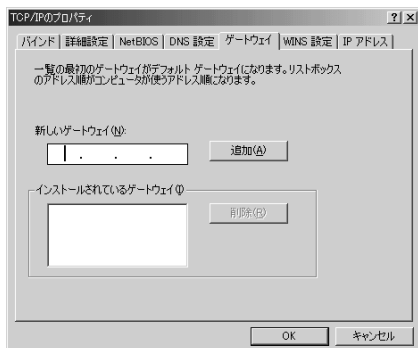 TCP/IPのプロパティ
バインド 詳細設定 NetBIOS DNS 設定 ゲートウェイ WINS 設定 IP アドレス
一覧の最初のゲートウェイがデフォルト ゲートウェイになります。リストボックス
のアドレス順がコンピュータが使うアドレス順になります。
新しいゲートウェイ(N):
. . .
追加(A)
インストールされているゲートウェイ(I)
削除(R)
OK キャンセル